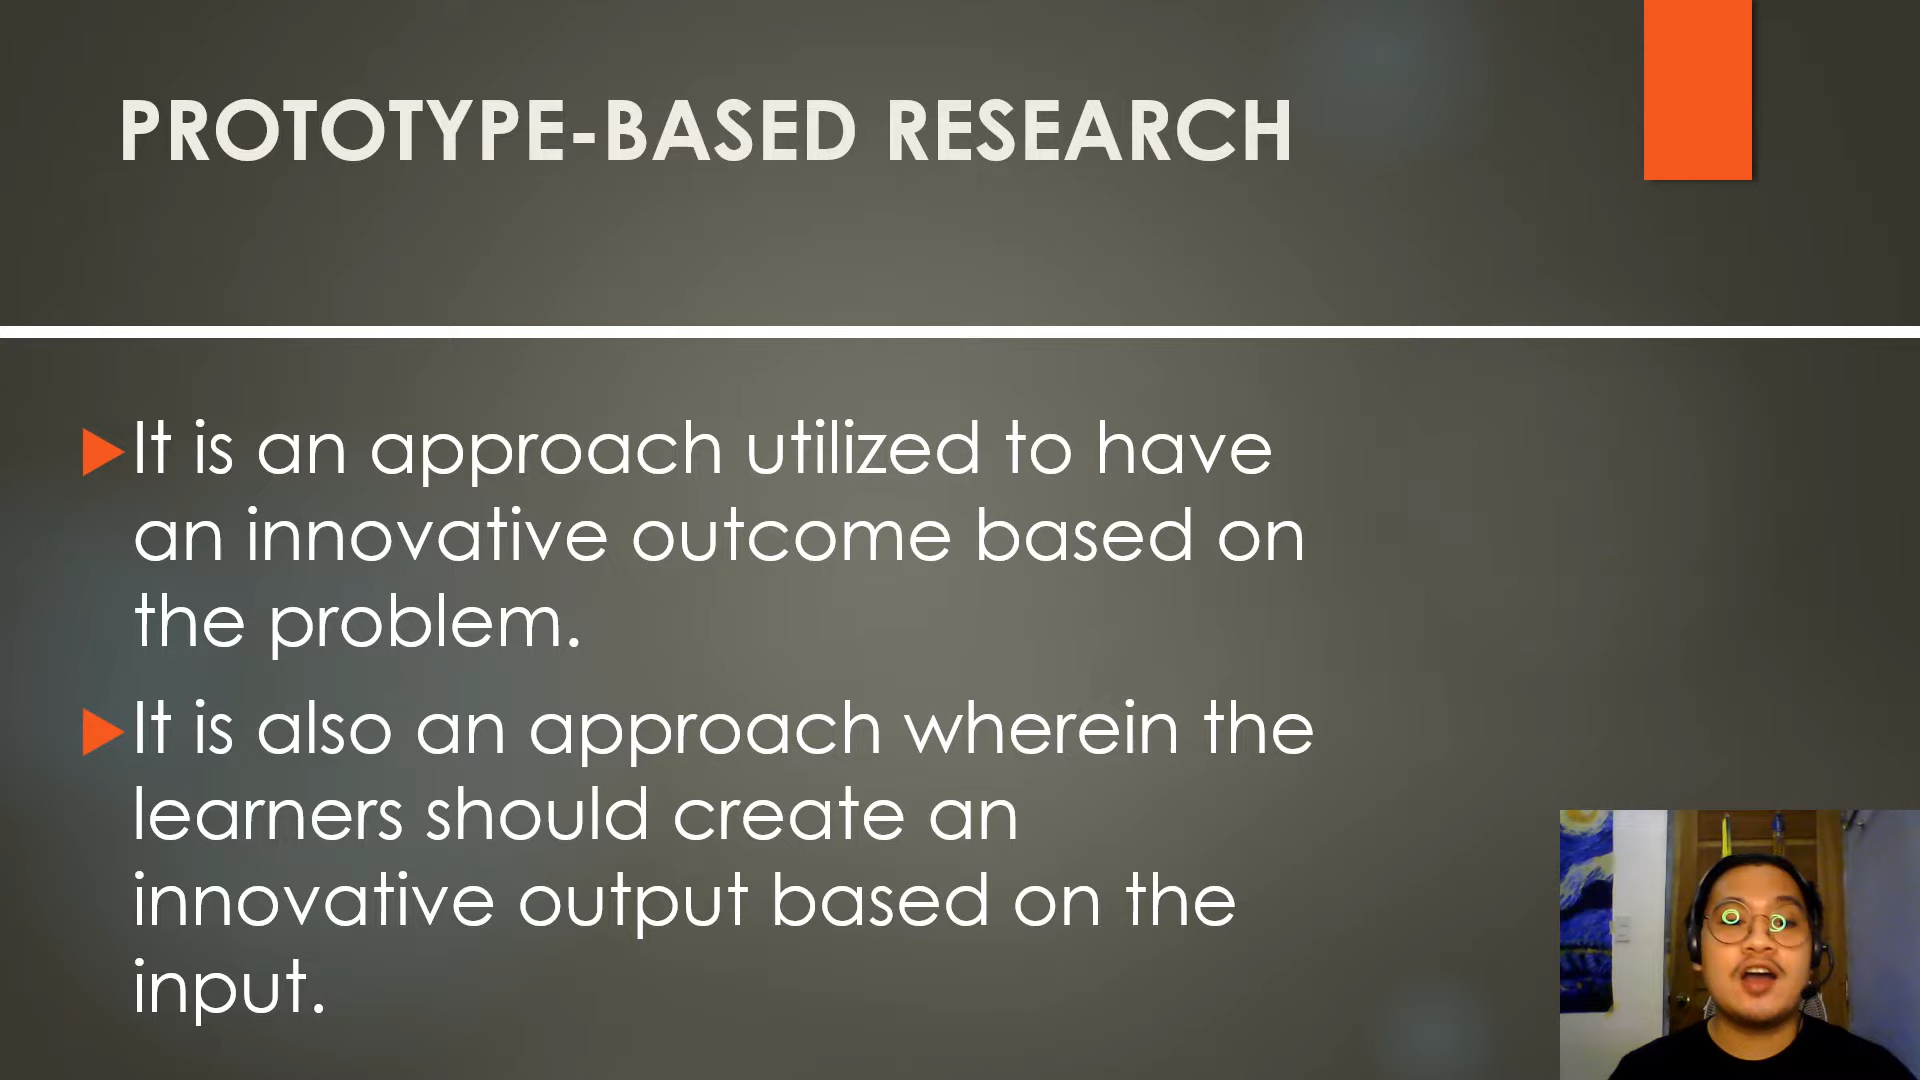 PROTOTYPE-BASED RESEARCH
It is an approach utilized to have
an innovative outcome based on
the problem.
It is also an approach wherein the
learners should create an
innovative output based on the
input.